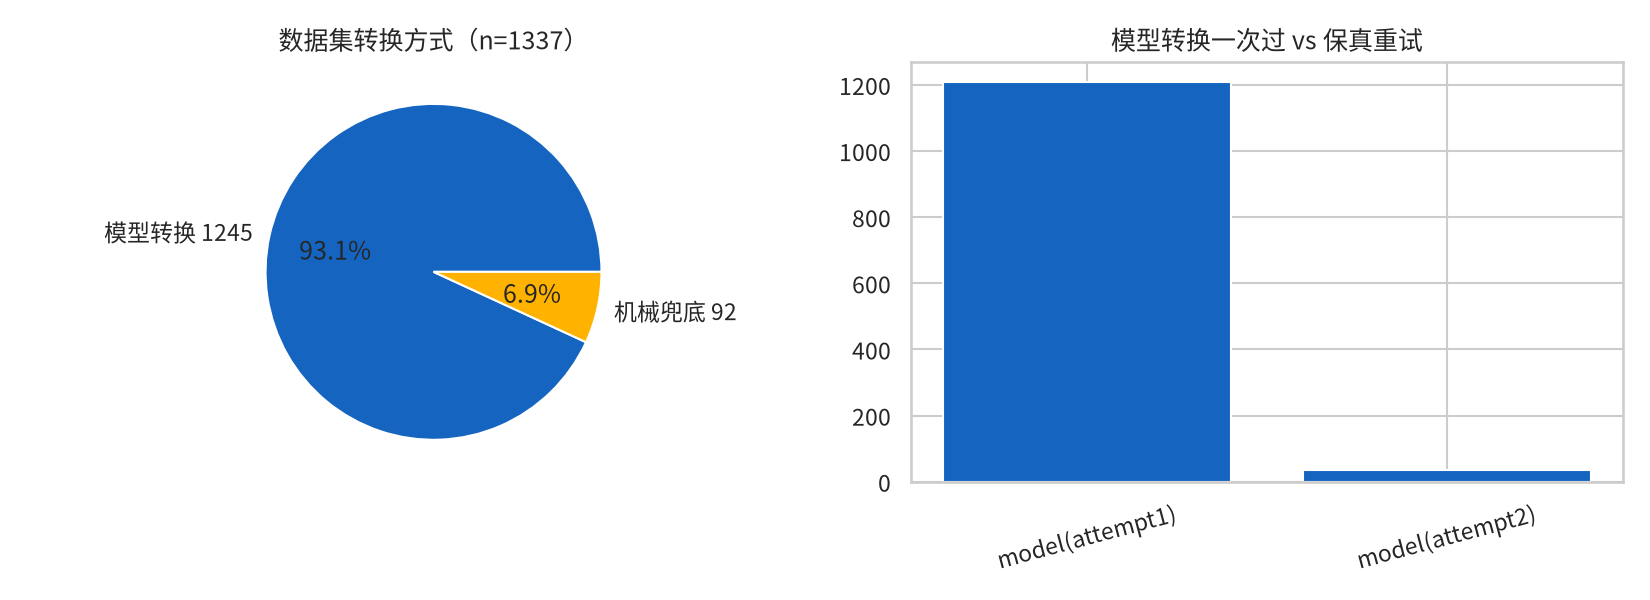 数据集转换方式（n=1337）
模型转换 1245
93.1%
6.9%
机械兜底 92
模型转换一次过 vs 保真重试
1200
1000
800
600
400
200
0
model(attempt1)
model(attempt2)